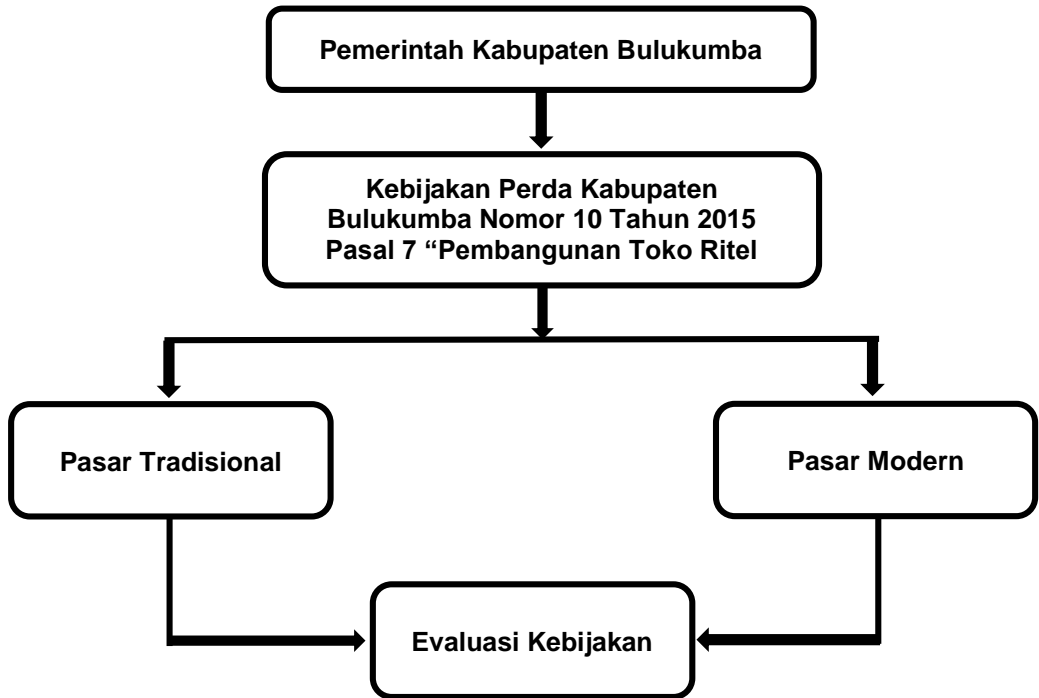 Pemerintah Kabupaten Bulukumba
Kebijakan Perda Kabupaten
Bulukumba Nomor 10 Tahun 2015
Pasal 7 “Pembangunan Toko Ritel
Pasar Tradisional
Pasar Modern
Evaluasi Kebijakan